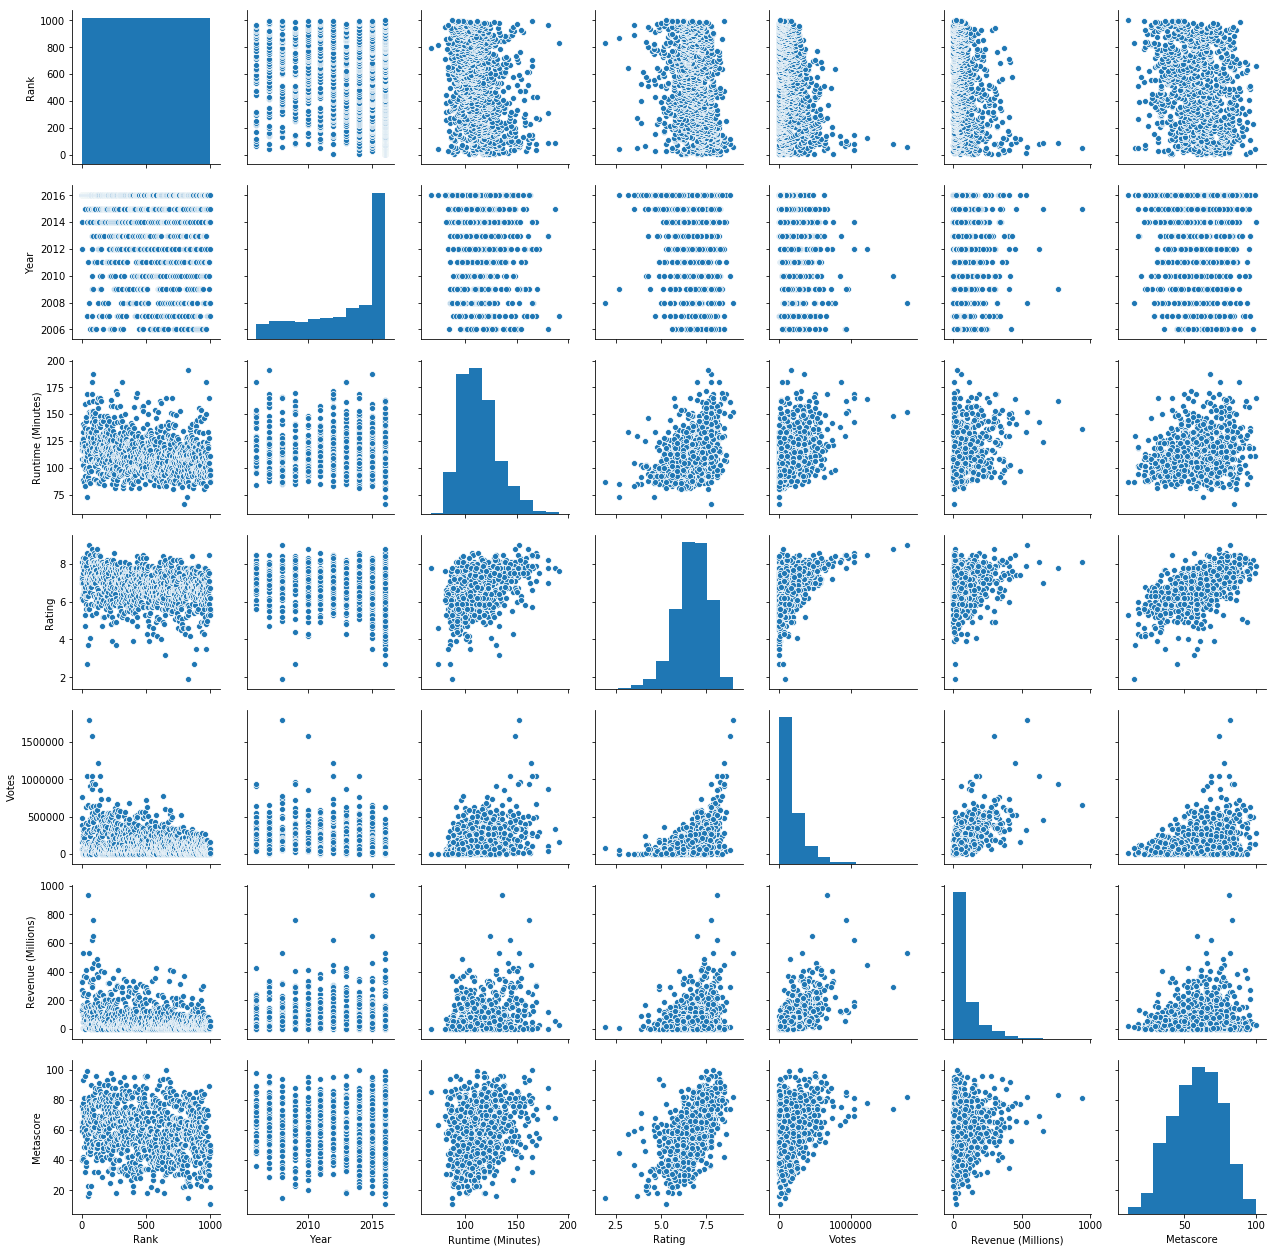 1000
800
600
400
200
0
Rank
2016
2014
2012
2010
2008
2006
Year
200
175
150
125
100
75
Runtime (Minutes)
8
6
4
2
Rating
1500000
1000000
500000
0
Votes
1000
800
600
400
200
0
Revenue (Millions)
100
80
60
40
20
Metascore
0 500 1000
2010 2015
100 150 200
2.5 5.0 7.5
0 1000000
0 500 1000
50 100
Rank
Year
Runtime (Minutes)
Rating
Votes
Revenue (Millions)
Metascore